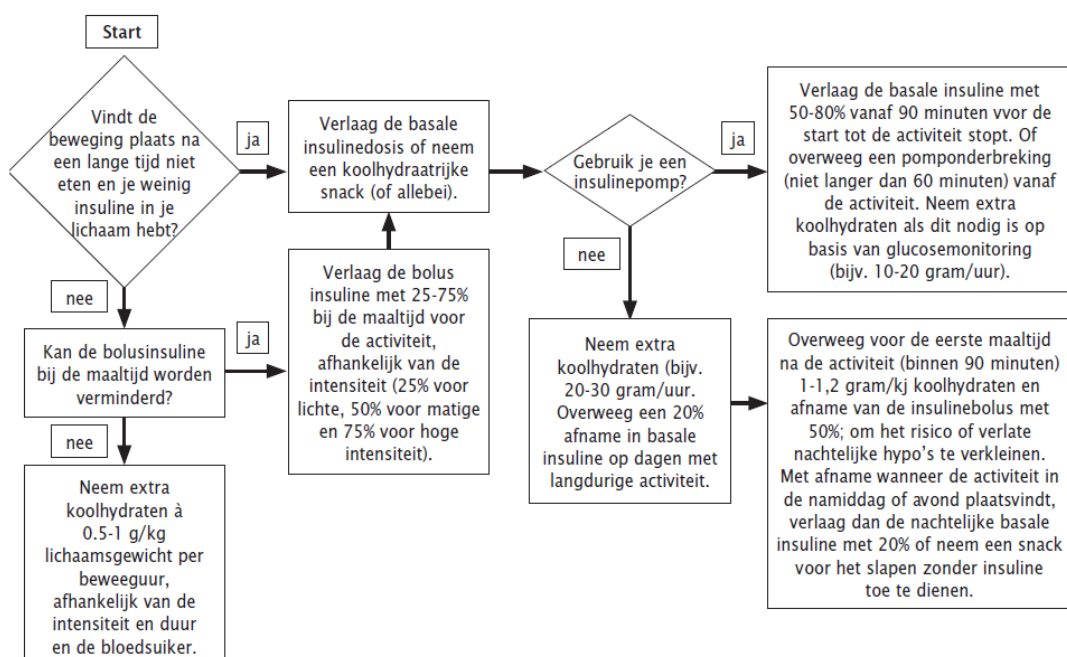 Start
Vindt de
beweging plaats na
een lange tijd niet
eten en je weinig
insuline in je
lichaam hebt?
ja
Verlaag de basale
insulinedosis of neem
een koolhydraatrijke
snack (of allebei).
Gebruik je een
insulinepomp?
ja
Verlaag de basale insuline met
50-80% vanaf 90 minuten vvor de
start tot de activiteit stopt. Of
overweeg een pomponderbreking
(niet langer dan 60 minuten) vanaf
de activiteit. Neem extra
koolhydraten als dit nodig is op
basis van glucosemonitoring
(bijv. 10-20 gram/uur).
nee
Kan de bolusinsuline
bij de maaltijd worden
verminderd?
ja
Verlaag de bolus
insuline met 25-75%
bij de maaltijd voor
de activiteit,
afhankelijk van de
intensiteit (25% voor
lichte, 50% voor matige
en 75% voor hoge
intensiteit).
nee
Neem extra
koolhydraten (bijv.
20-30 gram/uur.
Overweeg een 20%
afname in basale
insuline op dagen met
langdurige activiteit.
Overweeg voor de eerste maaltijd
na de activiteit (binnen 90 minuten)
1-1,2 gram/kj koolhydraten en
afname van de insulinebolus met
50%; om het risico of verlate
nachtelijke hypo's te verkleinen.
Met afname wanneer de activiteit in
de namiddag of avond plaatsvindt,
verlaag dan de nachtelijke basale
insuline met 20% of neem een snack
voor het slapen zonder insuline
toe te dienen.
nee
Neem extra
koolhydraten à
0.5-1 g/kg
lichaamsgewicht per
beweeguur,
afhankelijk van de
intensiteit en duur
en de bloedsuiker.